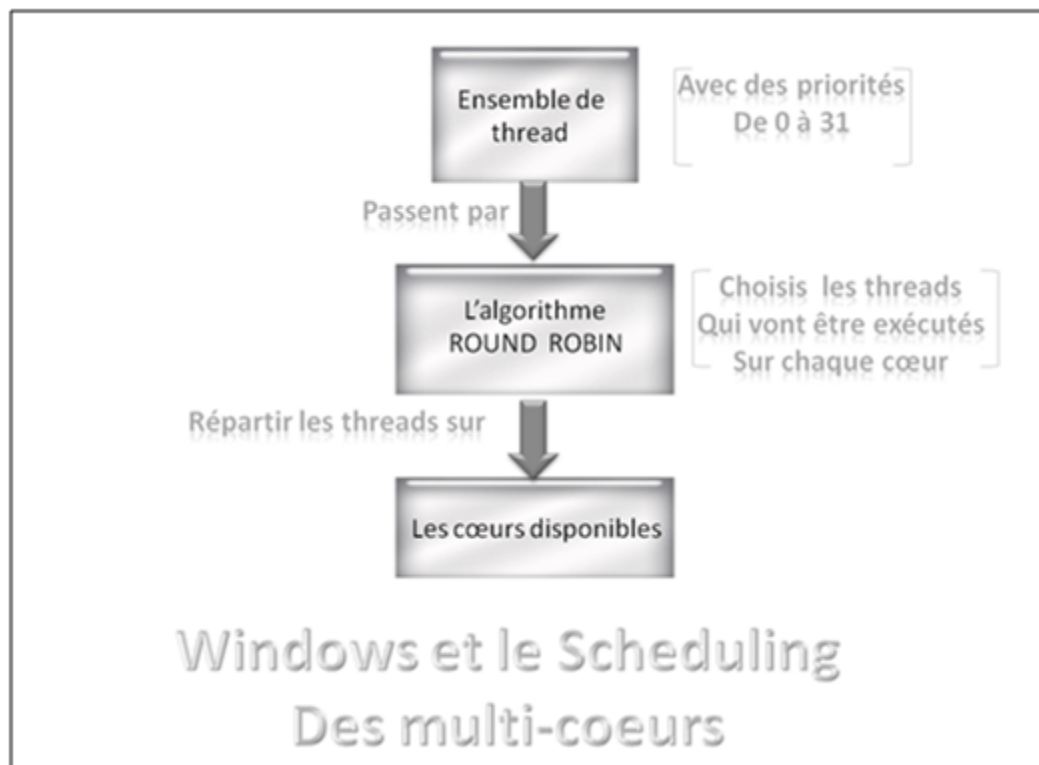 Ensemble de
thread
Avec des priorités
De 0 à 31
Passent par
L'algorithme
ROUND ROBIN
Choisis les threads
Qui vont être exécutés
Sur chaque cœur
Répartir les threads sur
Les cœurs disponibles
Windows et le Scheduling
Des multi-coeurs